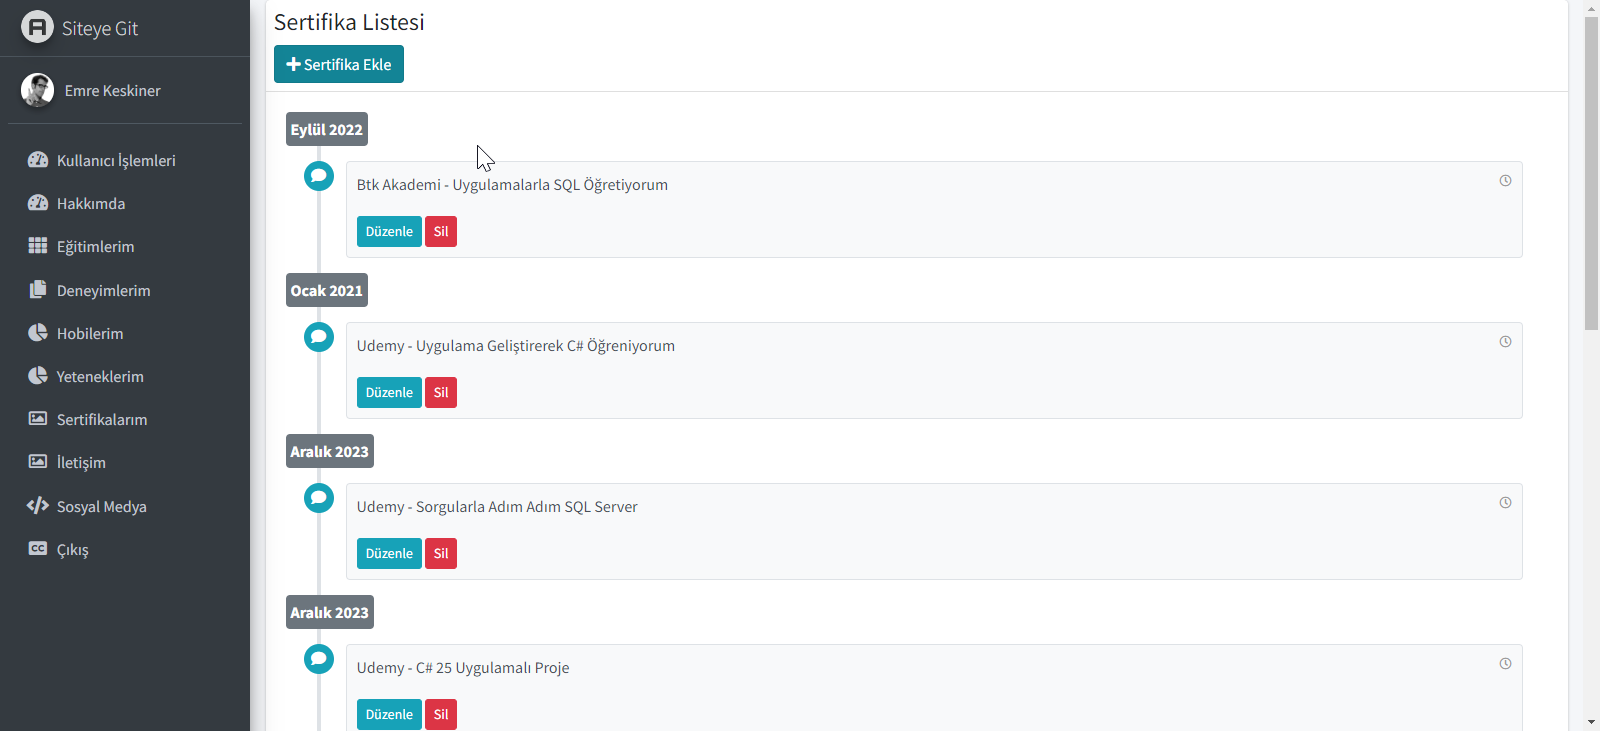 Siteye Git
Emre Keskiner
Kullanıcı İşlemleri
Hakkımda
Eğitimlerim
Deneyimlerim
Hobilerim
Yeteneklerim
Sertifikalarım
İletişim
Sosyal Medya
Çıkış
Sertifika Listesi
Sertifika Ekle
Eylül 2022
Btk Akademi - Uygulamalarla SQL Öğretiyorum
Düzenle Sil
Ocak 2021
Udemy - Uygulama Geliştirerek C# Öğreniyorum
Düzenle Sil
Aralık 2023
Udemy - Sorgularla Adım Adım SQL Server
Düzenle Sil
Aralık 2023
Udemy - C# 25 Uygulamalı Proje
Düzenle Sil